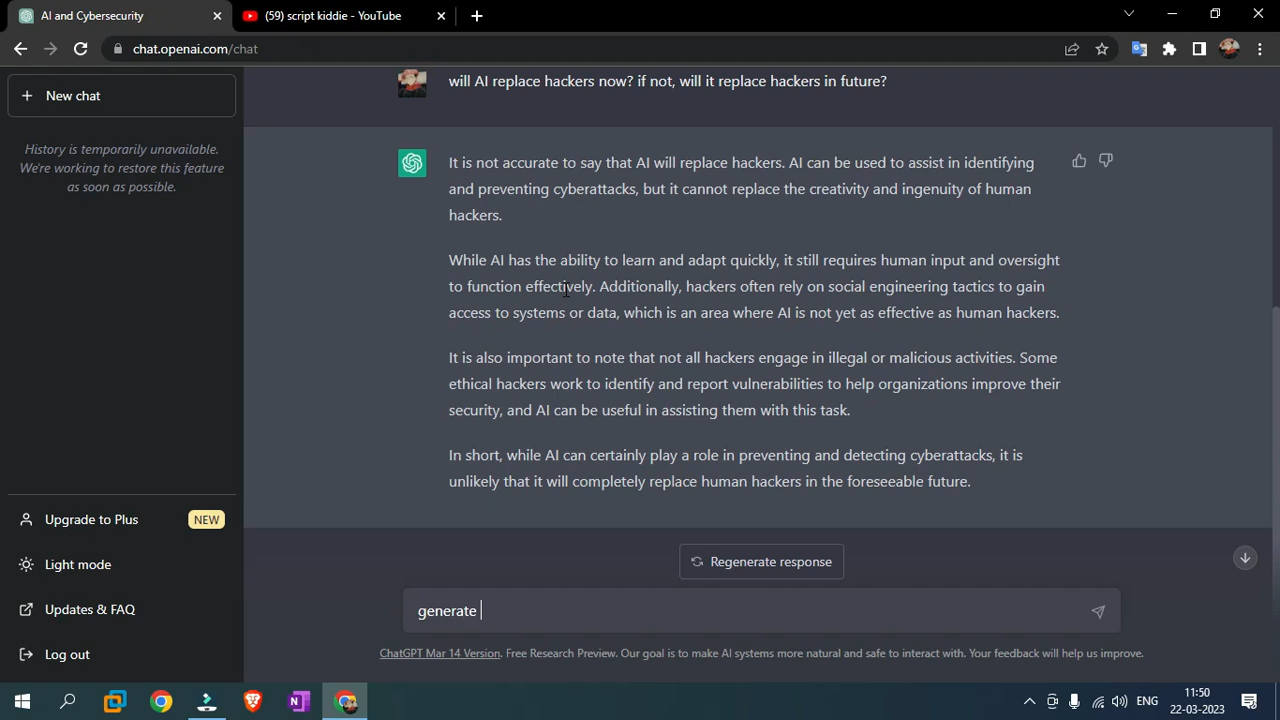 AI and Cybersecurity
(59) script kiddie - YouTube
chat.openai.com/chat
New chat
History is temporarily unavailable.
We're working to restore this feature
as soon as possible.
Upgrade to Plus NEW
Light mode
Updates & FAQ
Log out
will AI replace hackers now? if not, will it replace hackers in future?
It is not accurate to say that AI will replace hackers. AI can be used to assist in identifying
and preventing cyberattacks, but it cannot replace the creativity and ingenuity of human
hackers.
While AI has the ability to learn and adapt quickly, it still requires human input and oversight
to function effectively. Additionally, hackers often rely on social engineering tactics to gain
access to systems or data, which is an area where AI is not yet as effective as human hackers.
It is also important to note that not all hackers engage in illegal or malicious activities. Some
ethical hackers work to identify and report vulnerabilities to help organizations improve their
security, and AI can be useful in assisting them with this task.
In short, while AI can certainly play a role in preventing and detecting cyberattacks, it is
unlikely that it will completely replace human hackers in the foreseeable future.
Regenerate response
generate
ChatGPT Mar 14 Version. Free Research Preview. Our goal is to make AI systems more natural and safe to interact with. Your feedback will help us improve.
ENG
11:50
22-03-2023